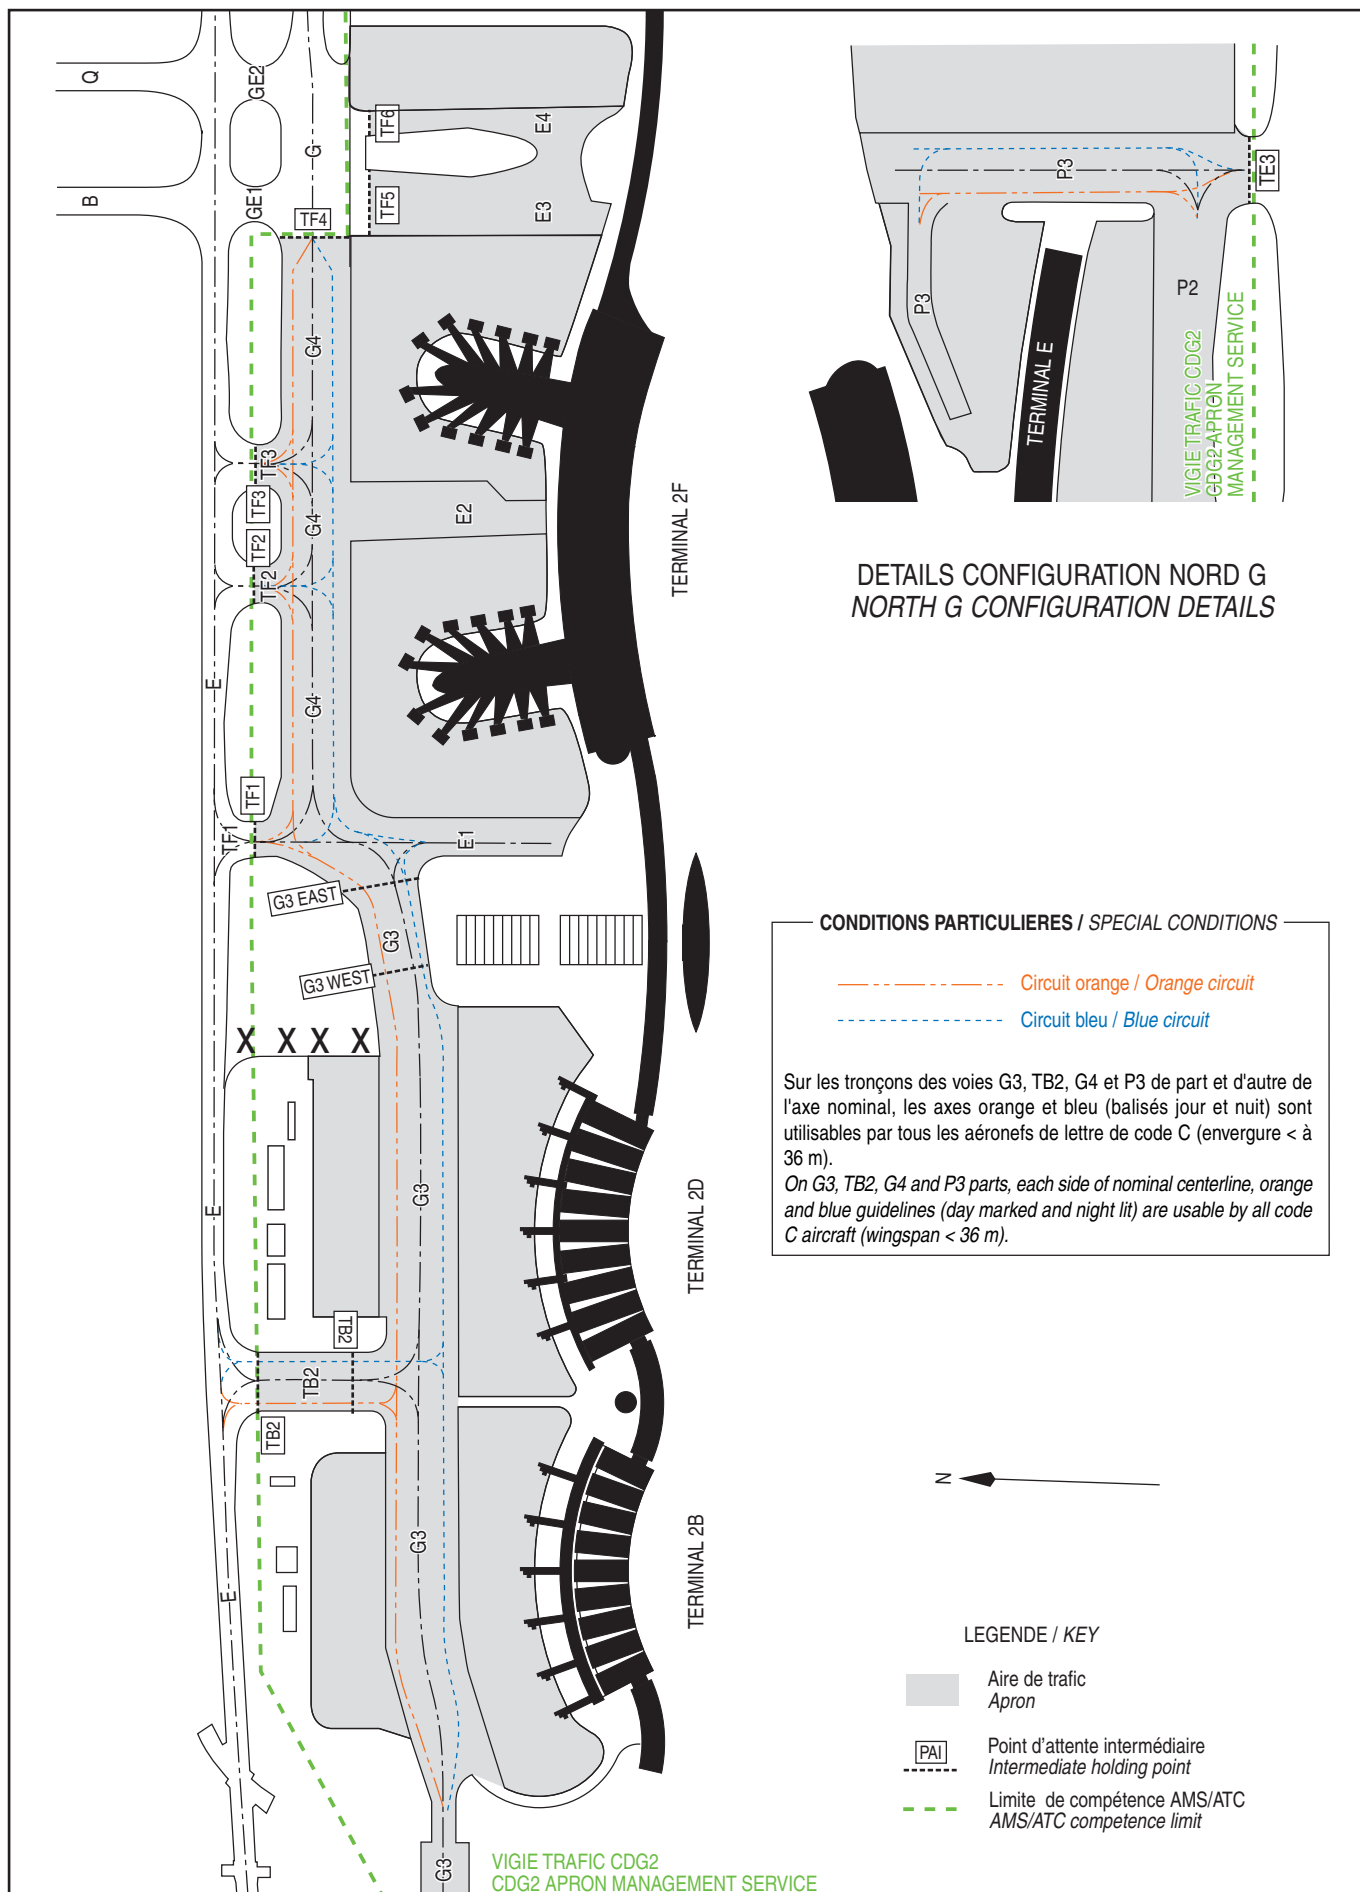 Q
GE2
G
B
GE1
TF4
TF6
E4
TF5
E3
G4
TF3
TF3
G4
E2
TF2
TF2
E
G4
TERMINAL 2F
TF1
TF1
E1
G3 EAST
G3
G3 WEST
X X X X
E
G3
TERMINAL 2D
TB2
TB2
TB2
G3
TERMINAL 2B
E
G3
VIGIE TRAFIC CDG2
CDG2 APRON MANAGEMENT SERVICE
P3
TE3
P3
P2
TERMINAL E
VIGIE TRAFIC CDG2
CDG2 APRON
MANAGEMENT SERVICE
DETAILS CONFIGURATION NORD G
NORTH G CONFIGURATION DETAILS
CONDITIONS PARTICULIERES / SPECIAL CONDITIONS
Circuit orange / Orange circuit
Circuit bleu / Blue circuit
Sur les tronçons des voies G3, TB2, G4 et P3 de part et d'autre de
l'axe nominal, les axes orange et bleu (balisés jour et nuit) sont
utilisables par tous les aéronefs de lettre de code C (envergure < à
36 m).
On G3, TB2, G4 and P3 parts, each side of nominal centerline, orange
and blue guidelines (day marked and night lit) are usable by all code
C aircraft (wingspan < 36 m).
N
LEGENDE / KEY
Aire de trafic
Apron
PAI
Point d'attente intermédiaire
Intermediate holding point
Limite de compétence AMS/ATC
AMS/ATC competence limit